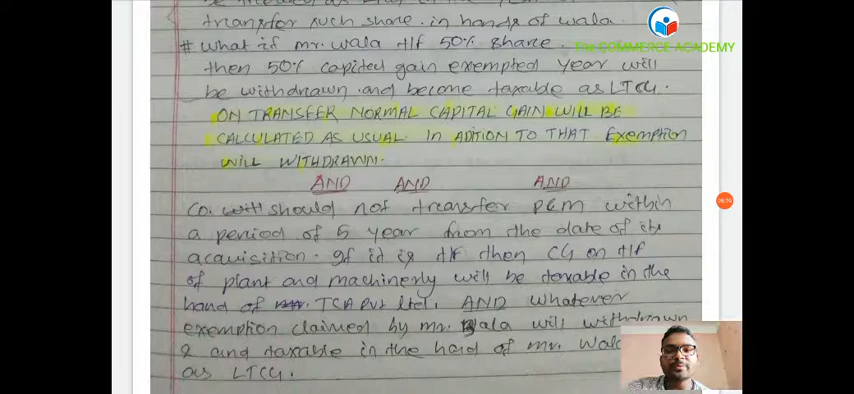 transfer such share in hands of wala.
# What if mr. wala t/f 50% share.
The COMMERCE ACADEMY
then 50% capital gain exempted year will
be withdrawn and become taxable as LTCG.
ON TRANSFER NORMAL CAPITAL GAIN WILL BE
CALCULATED AS USUAL. In ADITION TO THAT Exemption
WILL WITHDRAWN.
AND AND AND
co. should not transfer P&M within
a period of 5 year from the date of its
acquisition. If it is t/f then CG on t/f
of plant and machinerly will be taxable in the
hand of TCA Pvt Ltd. AND whatever
exemption claimed by mr. wala will withdrawn
& and taxable in the hand of mr. Wala
as LTCG.